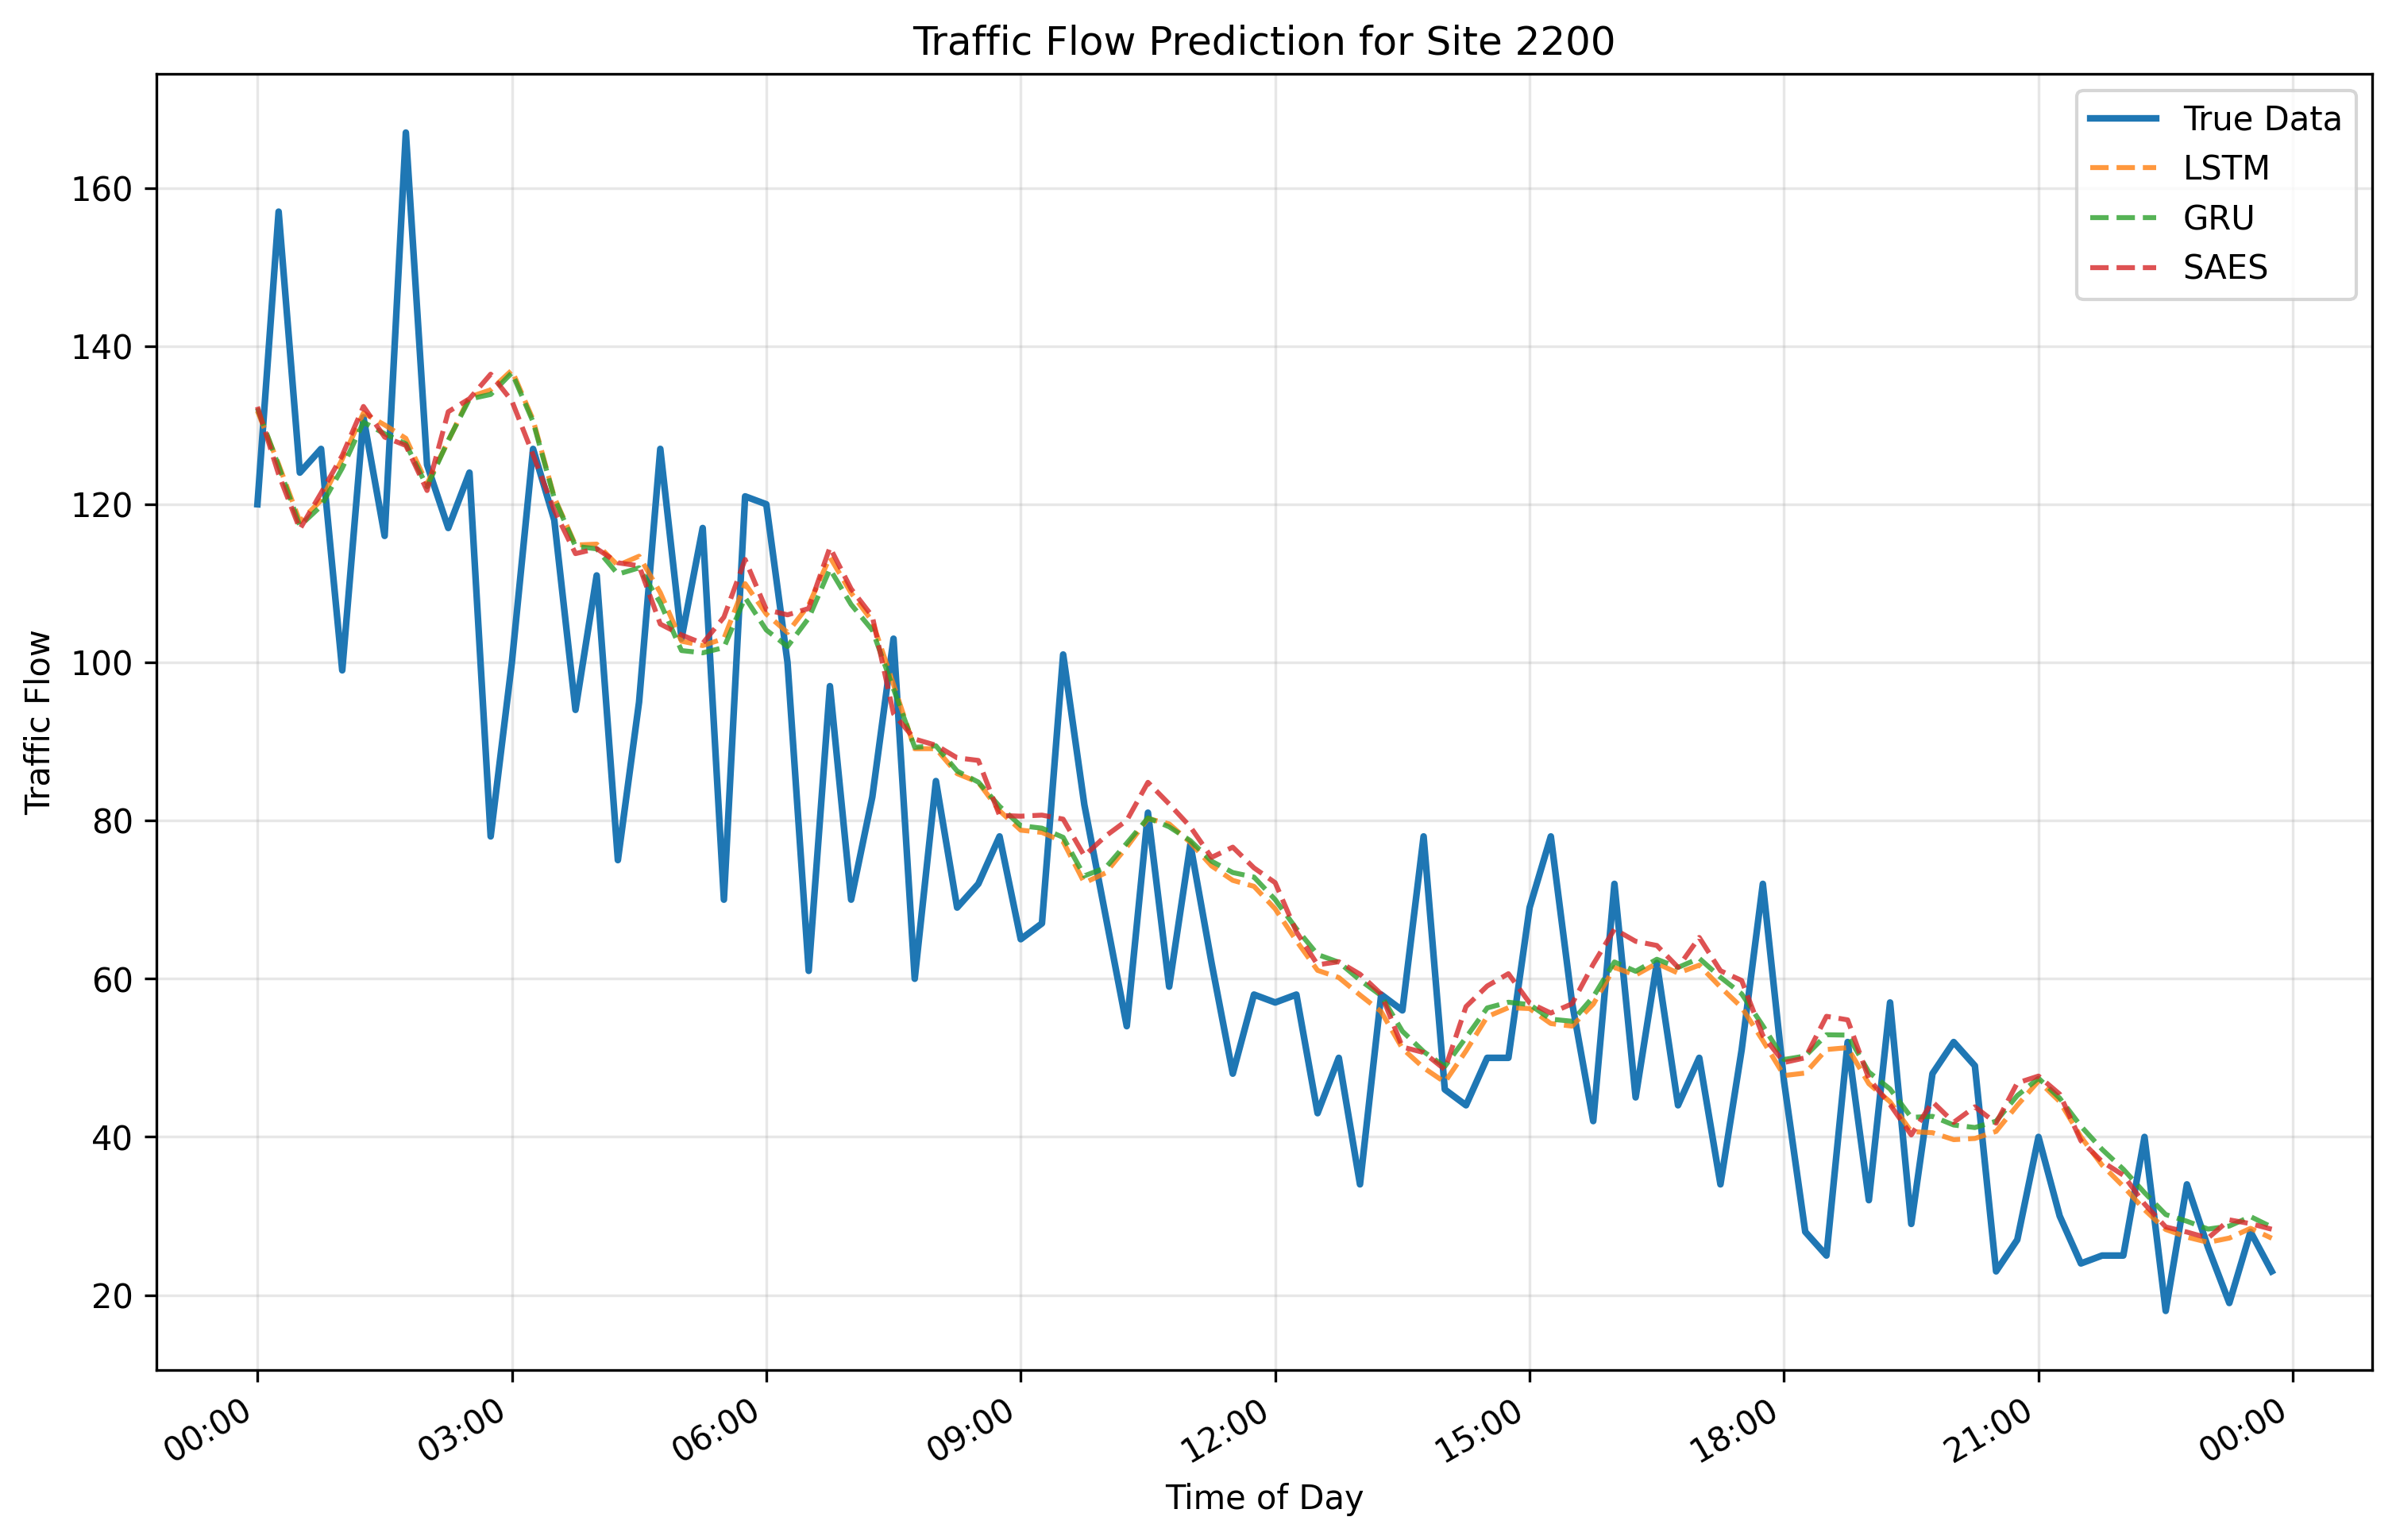 Traffic Flow Prediction for Site 2200
True Data
LSTM
GRU
SAES
Traffic Flow
160
140
120
100
80
60
40
20
00:00
03:00
06:00
09:00
12:00
15:00
18:00
21:00
00:00
Time of Day